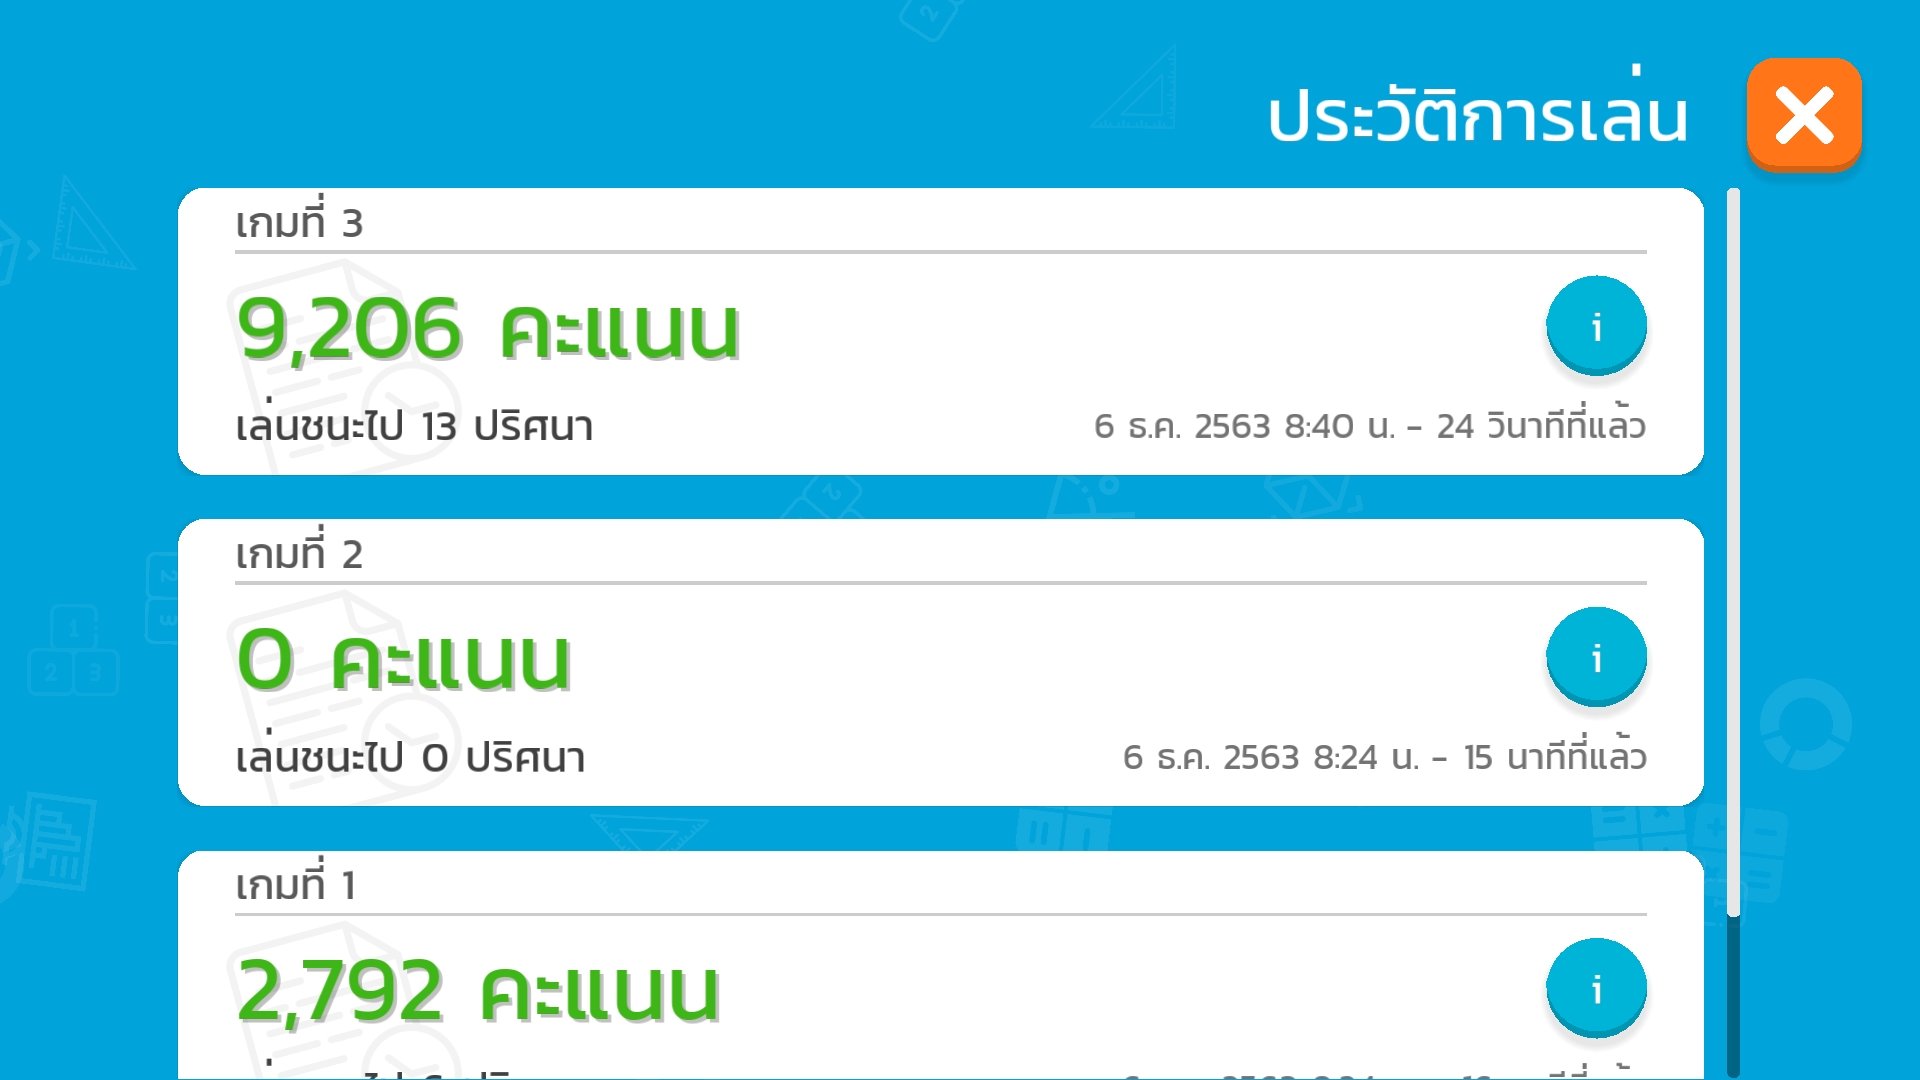 ประวัติการเล่น
เกมที่ 3
9,206 คะแนน
i
เล่นชนะไป 13 ปริศนา
6 ธ.ค. 2563 8:40 น. - 24 วินาทีที่แล้ว
เกมที่ 2
0 คะแนน
i
เล่นชนะไป 0 ปริศนา
6 ธ.ค. 2563 8:24 น. - 15 นาทีที่แล้ว
เกมที่ 1
2,792 คะแนน
i